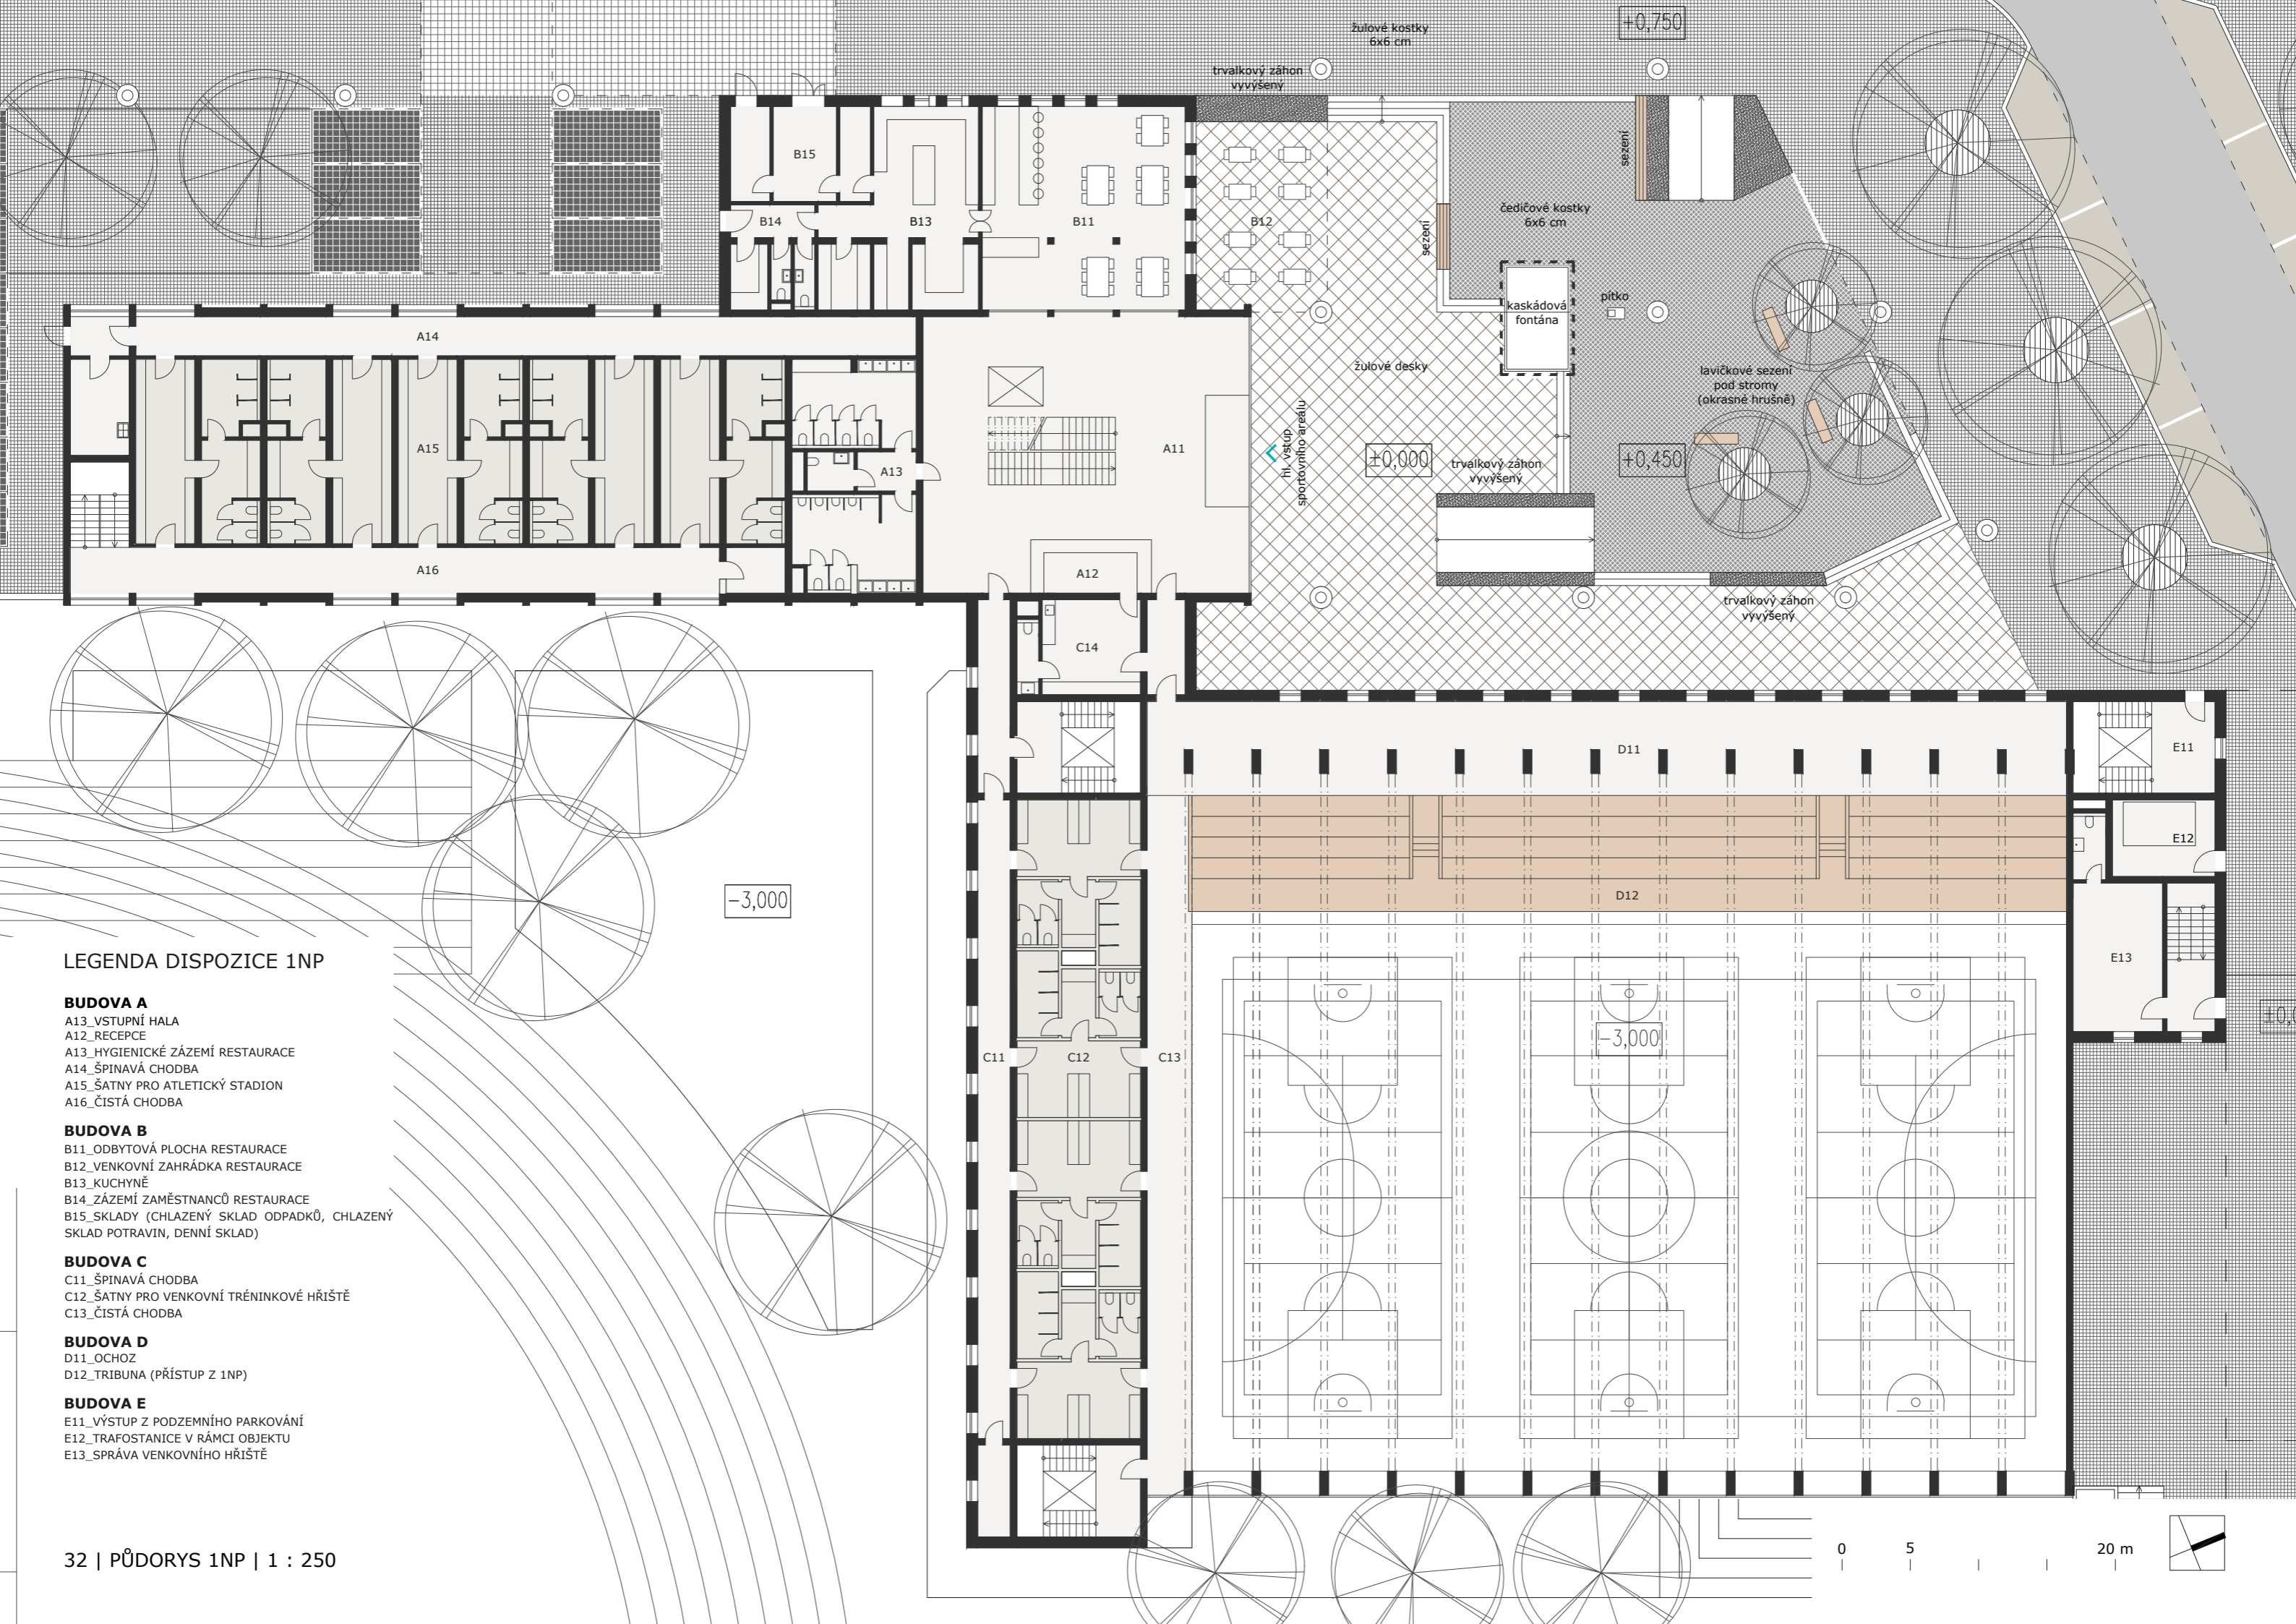 žulové kostky
6x6 cm
+0,750
trvalkový záhon
vyvýšený
sezení
B15
čedičové kostky
6x6 cm
B14
B13
B11
B12
sezení
kaskádová
fontána
pítko
A14
žulové desky
lavičkové sezení
pod stromy
(okrasné hrušně)
A15
A13
A11
hl. vstup
sportovního areálu
±0,000
trvalkový záhon
vyvýšený
+0,450
A16
A12
trvalkový záhon
vyvýšený
C14
D11
E11
E12
D12
-3,000
E13
±0,0
-3,000
C11
C12
C13
LEGENDA DISPOZICE 1NP
BUDOVA A
A13_VSTUPNÍ HALA
A12_RECEPCE
A13_HYGIENICKÉ ZÁZEMÍ RESTAURACE
A14_ŠPINAVÁ CHODBA
A15_ŠATNY PRO ATLETICKÝ STADION
A16_ČISTÁ CHODBA
BUDOVA B
B11_ODBYTOVÁ PLOCHA RESTAURACE
B12_VENKOVNÍ ZAHRÁDKA RESTAURACE
B13_KUCHYNĚ
B14_ZÁZEMÍ ZAMĚSTNANCŮ RESTAURACE
B15_SKLADY (CHLAZENÝ SKLAD ODPADKŮ, CHLAZENÝ
SKLAD POTRAVIN, DENNÍ SKLAD)
BUDOVA C
C11_ŠPINAVÁ CHODBA
C12_ŠATNY PRO VENKOVNÍ TRÉNINKOVÉ HŘIŠTĚ
C13_ČISTÁ CHODBA
BUDOVA D
D11_OCHOZ
D12_TRIBUNA (PŘÍSTUP Z 1NP)
BUDOVA E
E11_VÝSTUP Z PODZEMNÍHO PARKOVÁNÍ
E12_TRAFOSTANICE V RÁMCI OBJEKTU
E13_SPRÁVA VENKOVNÍHO HŘIŠTĚ
32 | PŮDORYS 1NP | 1 : 250
0 5 20 m